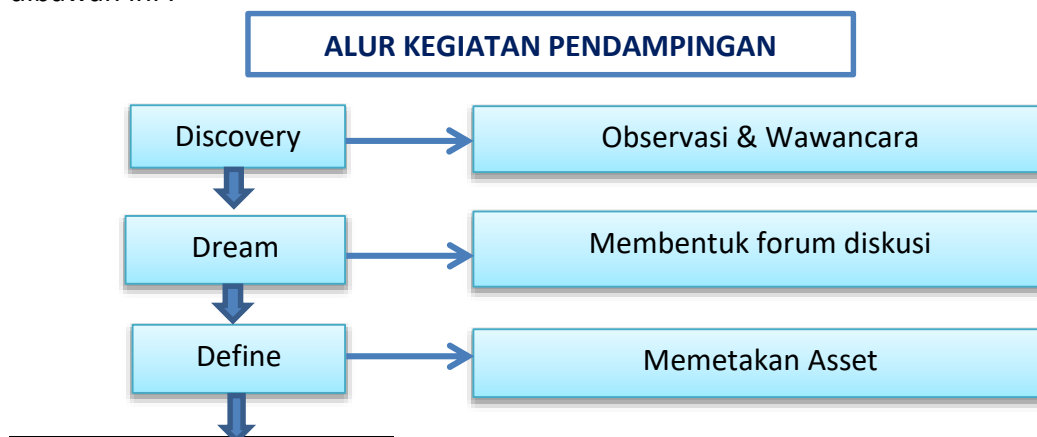 ALUR KEGIATAN PENDAMPINGAN
Discovery
Observasi & Wawancara
Dream
Membentuk forum diskusi
Define
Memetakan Asset